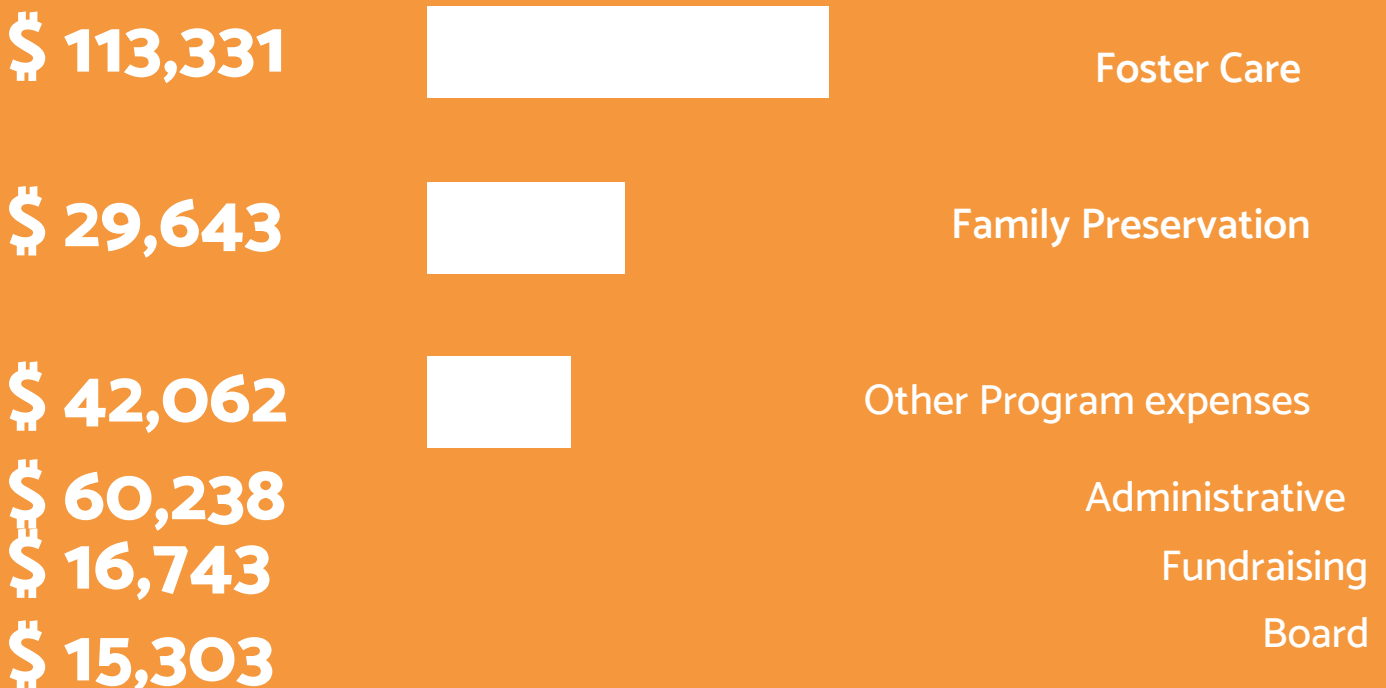 $ 113,331
Foster Care
$ 29,643
Family Preservation
$ 42,062
Other Program expenses
$ 60,238
Administrative
$ 16,743
Fundraising
$ 15,303
Board